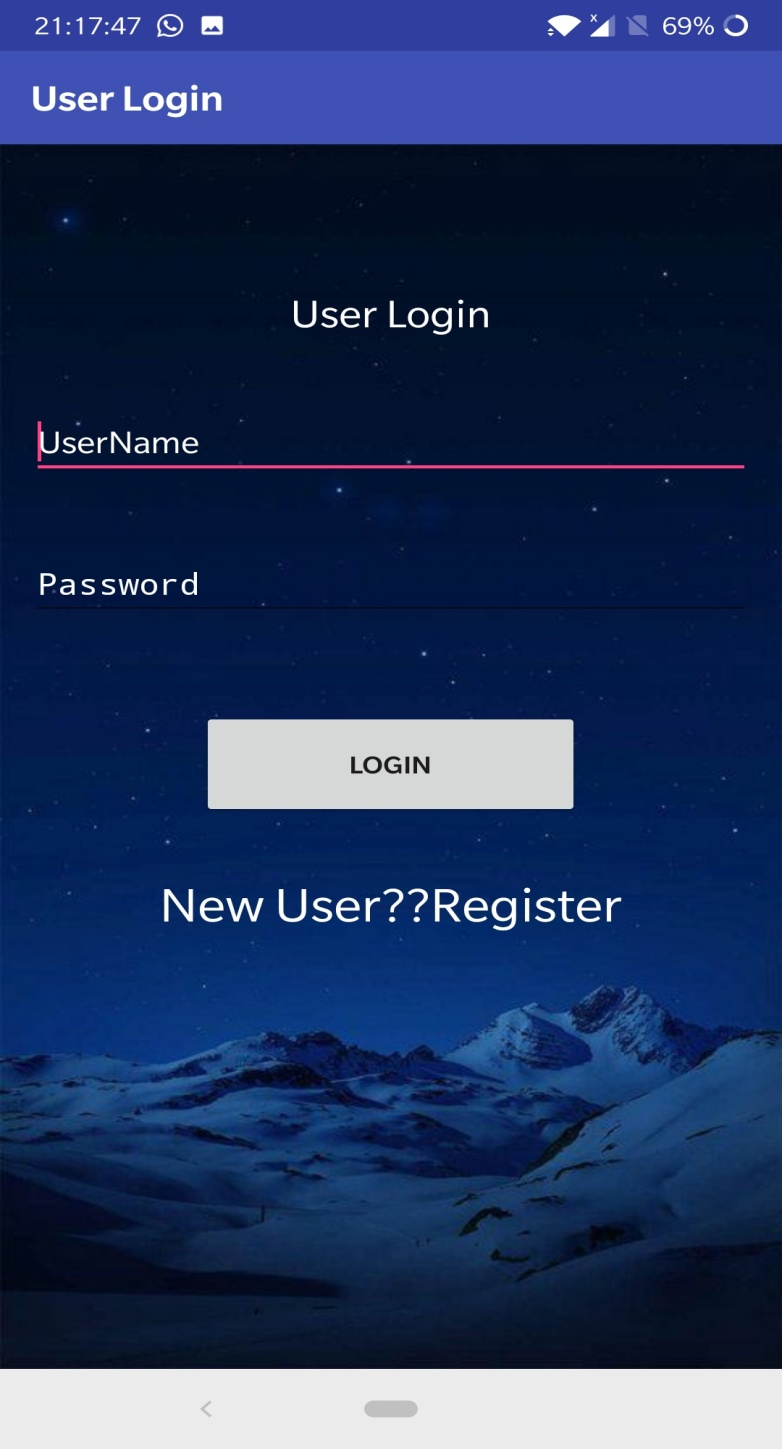 21:17:47 69%
User Login
User Login
UserName
Password
LOGIN
New User??Register